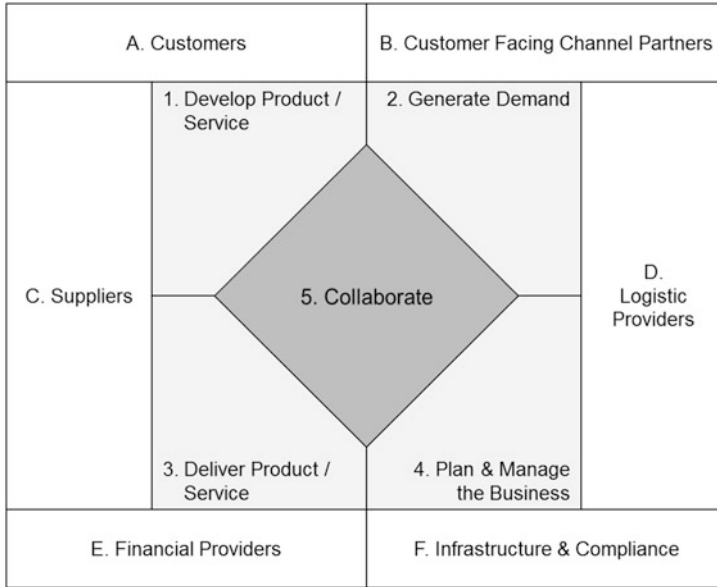 A. Customers
B. Customer Facing Channel Partners
1. Develop Product /
Service
2. Generate Demand
C. Suppliers
5. Collaborate
D.
Logistic
Providers
3. Deliver Product /
Service
4. Plan & Manage
the Business
E. Financial Providers
F. Infrastructure & Compliance